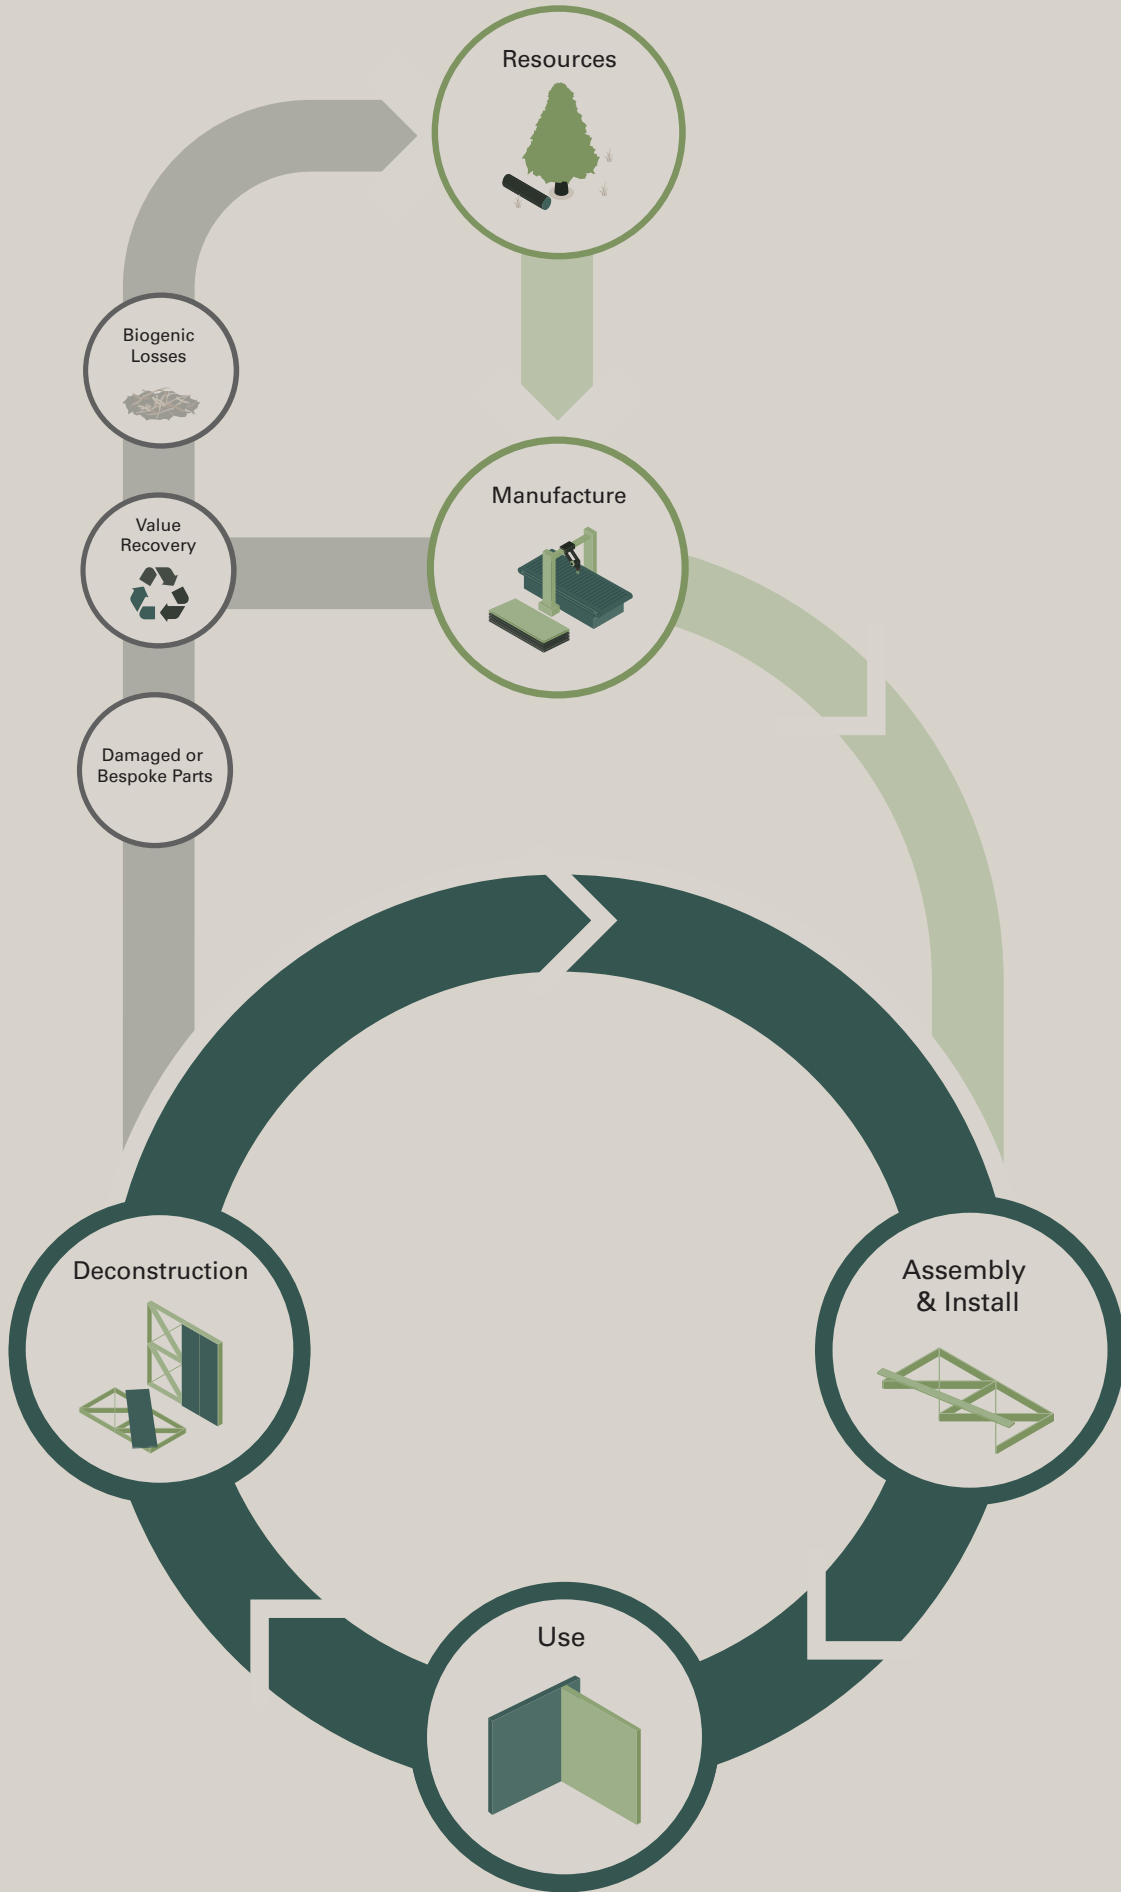 Resources
Biogenic
Losses
Manufacture
Value
Recovery
Damaged or
Bespoke Parts
Deconstruction
Assembly
& Install
Use